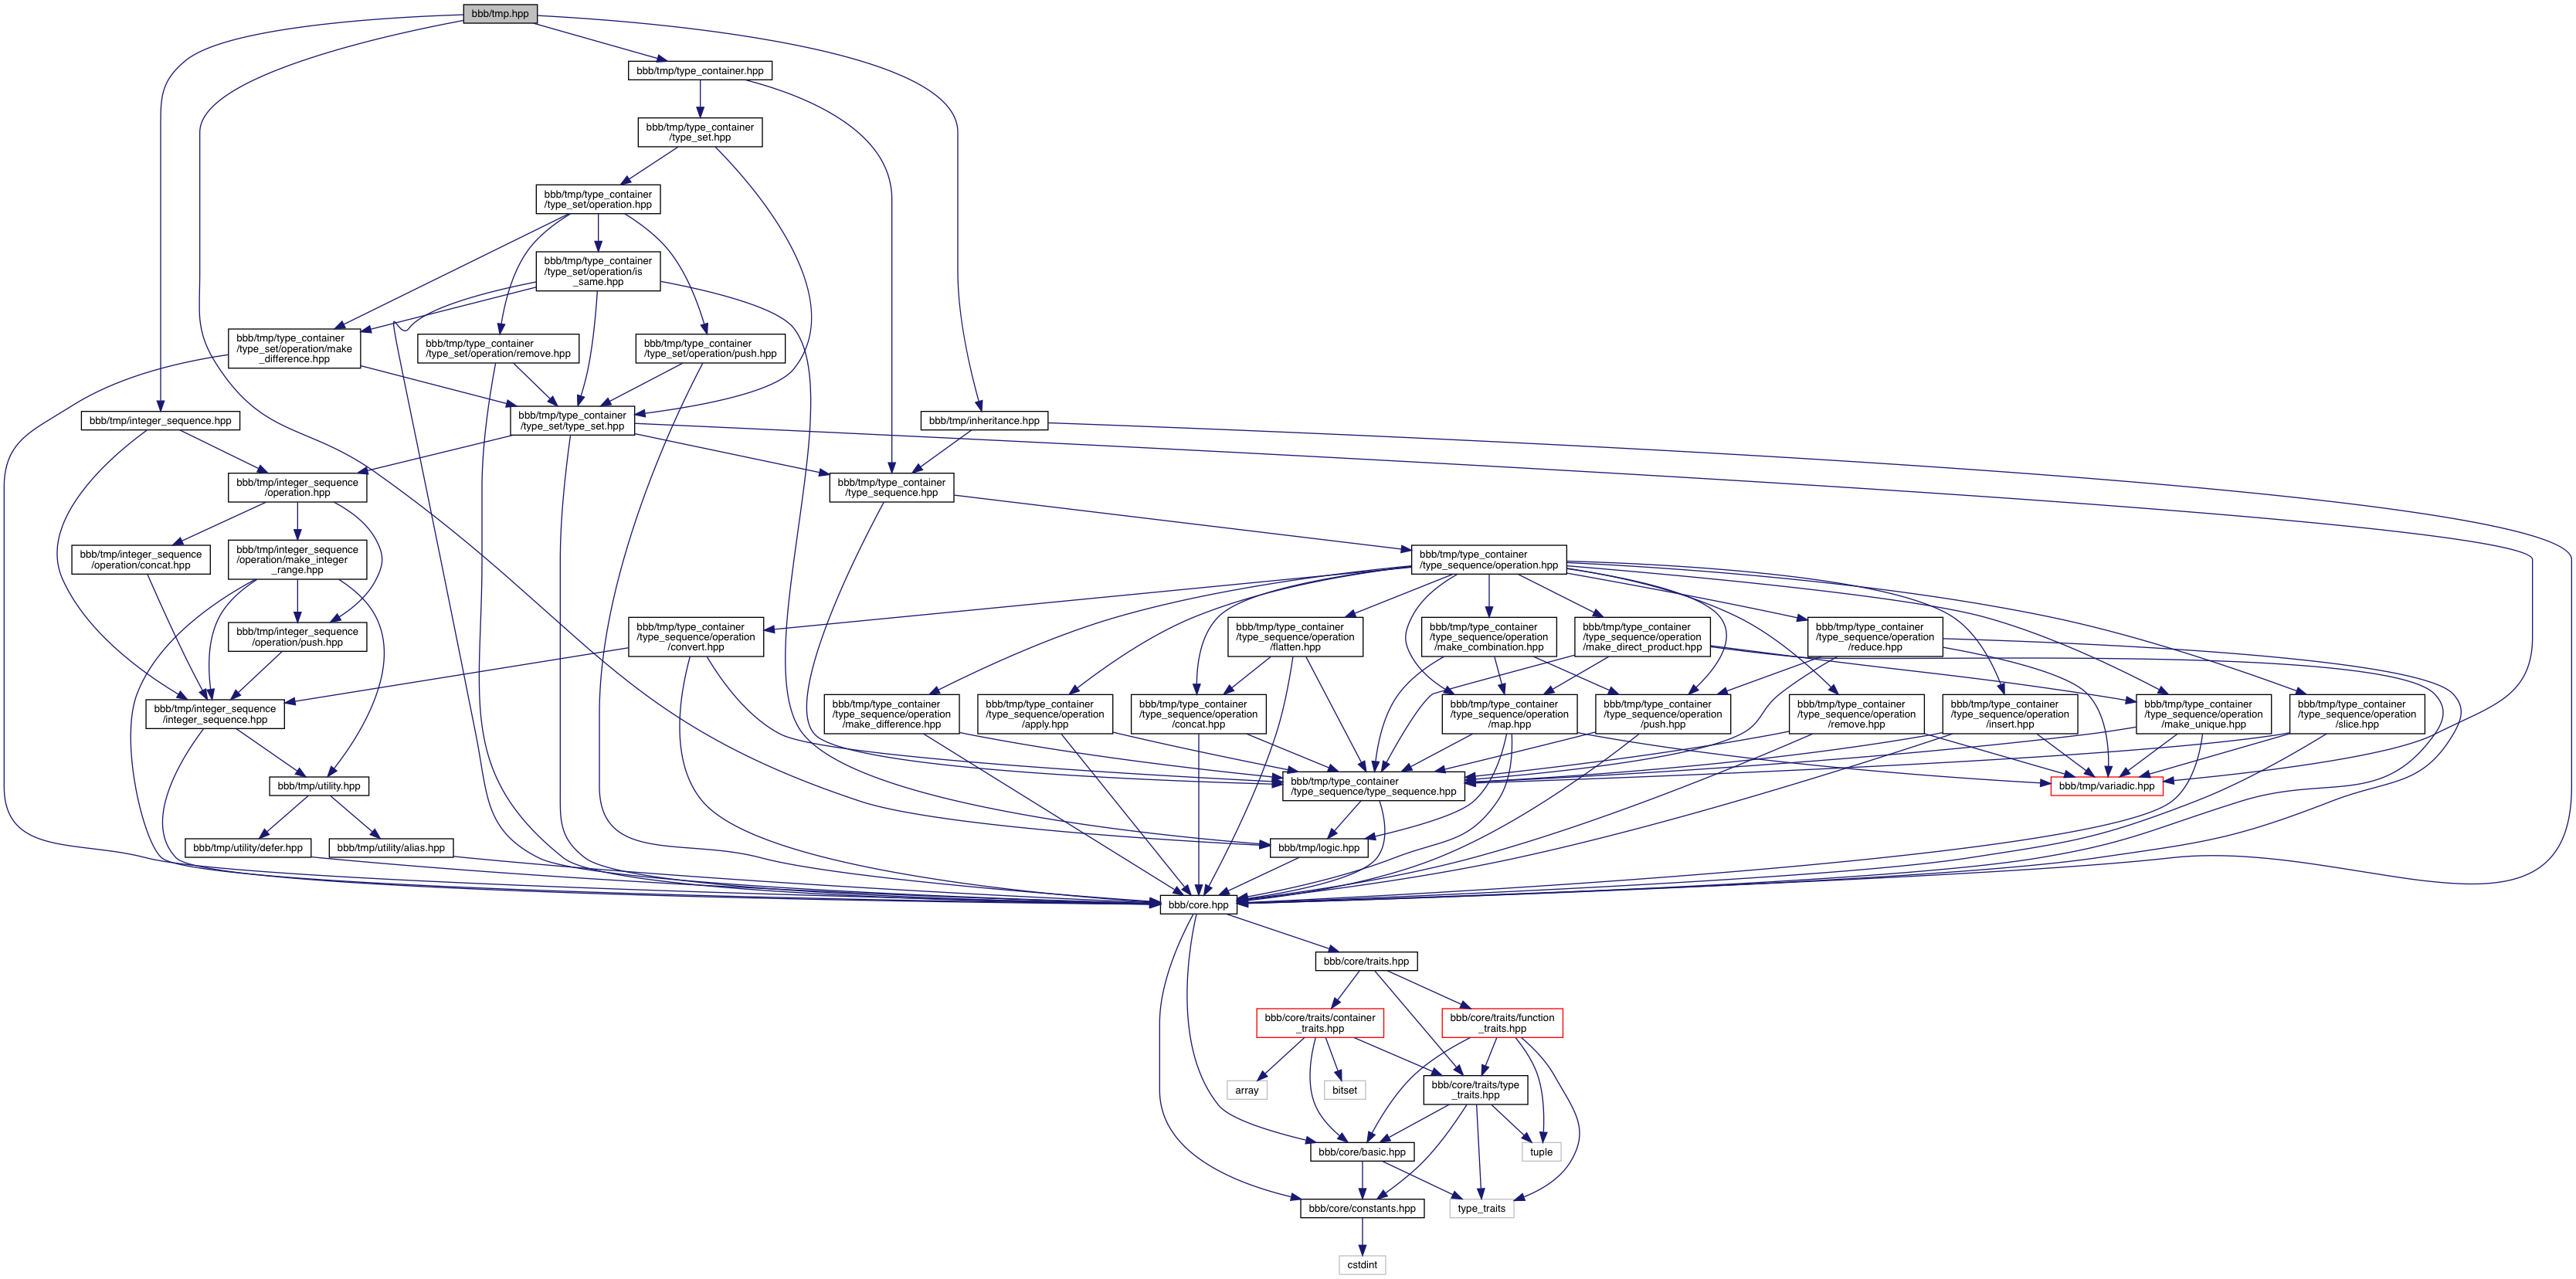 bbb/tmp.hpp
bbb/tmp/type_container.hpp
bbb/tmp/type_container
/type_set.hpp
bbb/tmp/type_container
/type_set/operation.hpp
bbb/tmp/type_container
/type_set/operation/is
_same.hpp
bbb/tmp/type_container
/type_set/operation/make
_difference.hpp
bbb/tmp/type_container
/type_set/operation/remove.hpp
bbb/tmp/type_container
/type_set/operation/push.hpp
bbb/tmp/integer_sequence.hpp
bbb/tmp/type_container
/type_set/type_set.hpp
bbb/tmp/inheritance.hpp
bbb/tmp/integer_sequence
/operation.hpp
bbb/tmp/type_container
/type_sequence.hpp
bbb/tmp/integer_sequence
/operation/concat.hpp
bbb/tmp/integer_sequence
/operation/make_integer
_range.hpp
bbb/tmp/type_container
/type_sequence/operation.hpp
bbb/tmp/integer_sequence
/operation/push.hpp
bbb/tmp/type_container
/type_sequence/operation
/convert.hpp
bbb/tmp/type_container
/type_sequence/operation
/flatten.hpp
bbb/tmp/type_container
/type_sequence/operation
/make_combination.hpp
bbb/tmp/type_container
/type_sequence/operation
/make_direct_product.hpp
bbb/tmp/type_container
/type_sequence/operation
/reduce.hpp
bbb/tmp/integer_sequence
/integer_sequence.hpp
bbb/tmp/type_container
/type_sequence/operation
/make_difference.hpp
bbb/tmp/type_container
/type_sequence/operation
/apply.hpp
bbb/tmp/type_container
/type_sequence/operation
/concat.hpp
bbb/tmp/type_container
/type_sequence/operation
/map.hpp
bbb/tmp/type_container
/type_sequence/operation
/push.hpp
bbb/tmp/type_container
/type_sequence/operation
/remove.hpp
bbb/tmp/type_container
/type_sequence/operation
/insert.hpp
bbb/tmp/type_container
/type_sequence/operation
/make_unique.hpp
bbb/tmp/type_container
/type_sequence/operation
/slice.hpp
bbb/tmp/utility.hpp
bbb/tmp/type_container
/type_sequence/type_sequence.hpp
bbb/tmp/variadic.hpp
bbb/tmp/utility/defer.hpp
bbb/tmp/utility/alias.hpp
bbb/tmp/logic.hpp
bbb/core.hpp
bbb/core/traits.hpp
bbb/core/traits/container
_traits.hpp
bbb/core/traits/function
_traits.hpp
array
bitset
bbb/core/traits/type
_traits.hpp
bbb/core/basic.hpp
tuple
bbb/core/constants.hpp
type_traits
cstdint